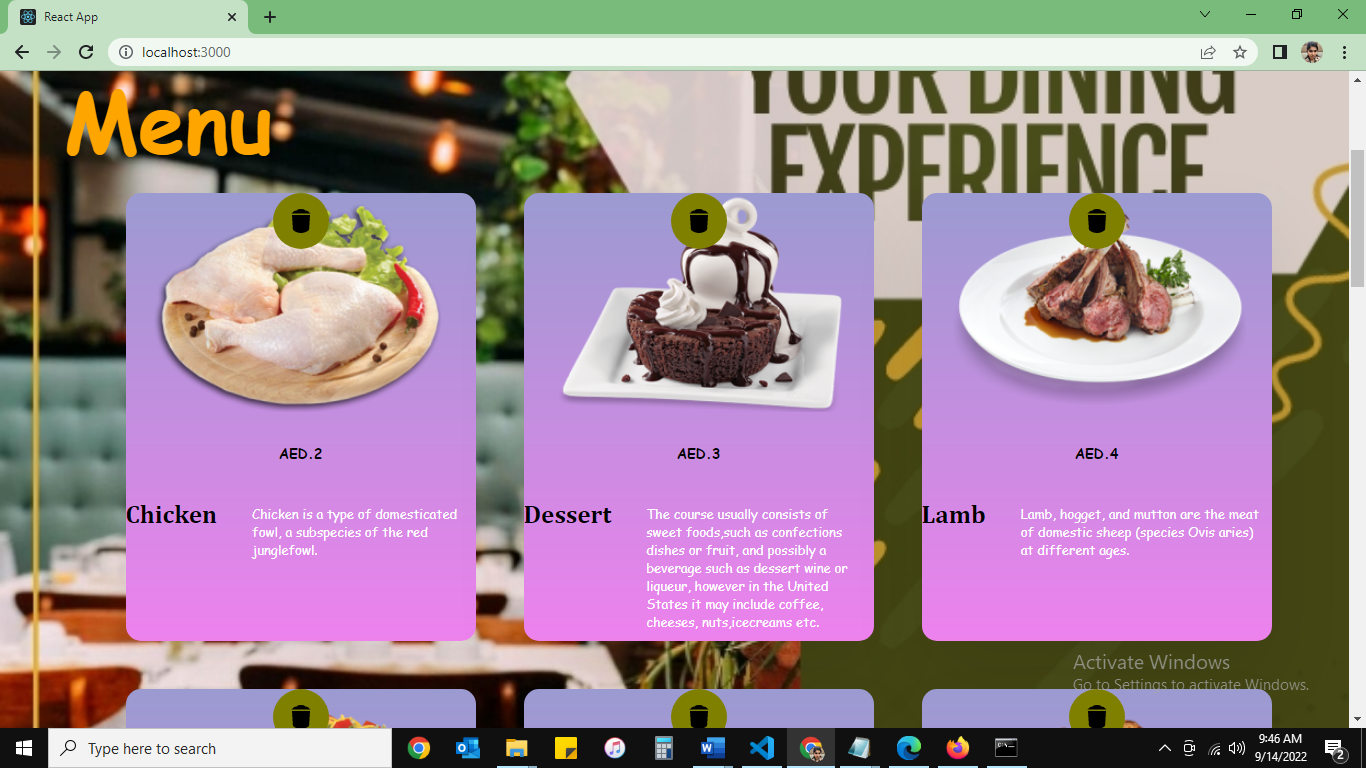 React App
localhost:3000
YOUR DINING
EXPERIENCE
Menu
AED.2
Chicken
Chicken is a type of domesticated
fowl, a subspecies of the red
junglefowl.
AED.3
Dessert
The course usually consists of
sweet foods,such as confections
dishes or fruit, and possibly a
beverage such as dessert wine or
liqueur, however in the United
States it may include coffee,
cheeses, nuts,icecreams etc.
AED.4
Lamb
Lamb, hogget, and mutton are the meat
of domestic sheep (species Ovis aries)
at different ages.
Activate Windows
Go to Settings to activate Windows.
Type here to search
9:46 AM
9/14/2022
2